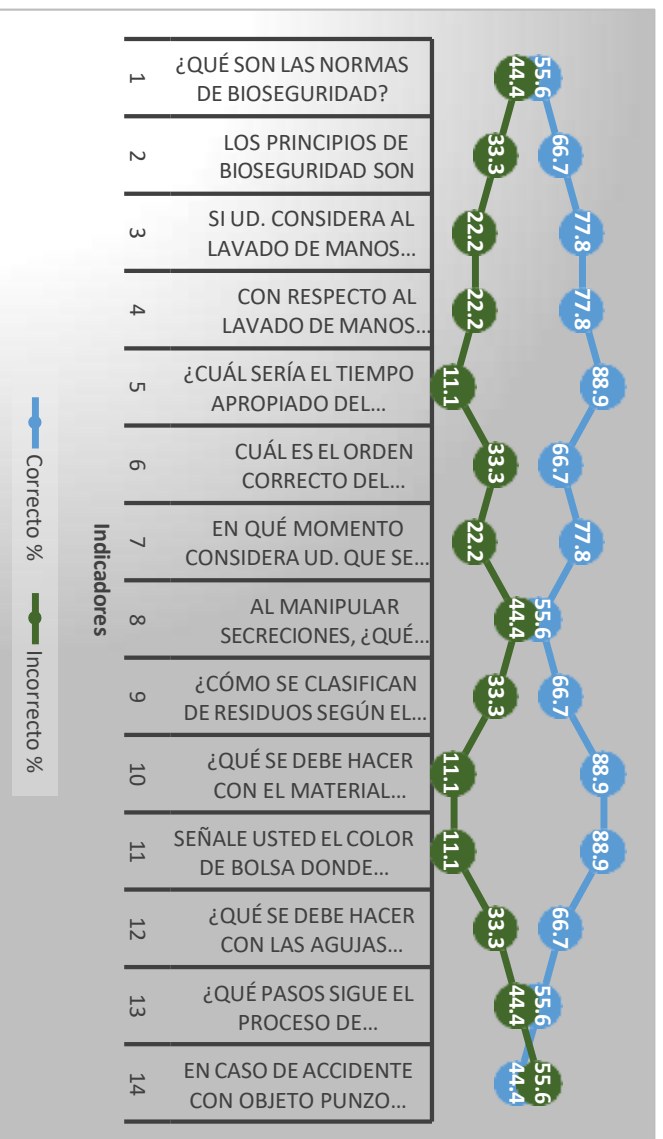 1
¿QUÉ SON LAS NORMAS
DE BIOSEGURIDAD?
44.4
55.6
2
LOS PRINCIPIOS DE
BIOSEGURIDAD SON
33.3
66.7
3
SI UD. CONSIDERA AL
LAVADO DE MANOS...
22.2
77.8
4
CON RESPECTO AL
LAVADO DE MANOS...
22.2
77.8
5
¿CUÁL SERÍA EL TIEMPO
APROPIADO DEL...
11.1
88.9
6
CUÁL ES EL ORDEN
CORRECTO DEL...
33.3
66.7
7
EN QUÉ MOMENTO
CONSIDERA UD. QUE SE...
22.2
77.8
8
AL MANIPULAR
SECRECIONES, ¿QUÉ...
44.4
55.6
9
¿CÓMO SE CLASIFICAN
DE RESIDUOS SEGÚN EL...
33.3
66.7
10
¿QUÉ SE DEBE HACER
CON EL MATERIAL...
11.1
88.9
11
SEÑALE USTED EL COLOR
DE BOLSA DONDE...
11.1
88.9
12
¿QUÉ SE DEBE HACER
CON LAS AGUJAS...
33.3
66.7
13
¿QUÉ PASOS SIGUE EL
PROCESO DE...
44.4
55.6
14
EN CASO DE ACCIDENTE
CON OBJETO PUNZO...
44.4
55.6
Indicadores
Correcto %
Incorrecto %